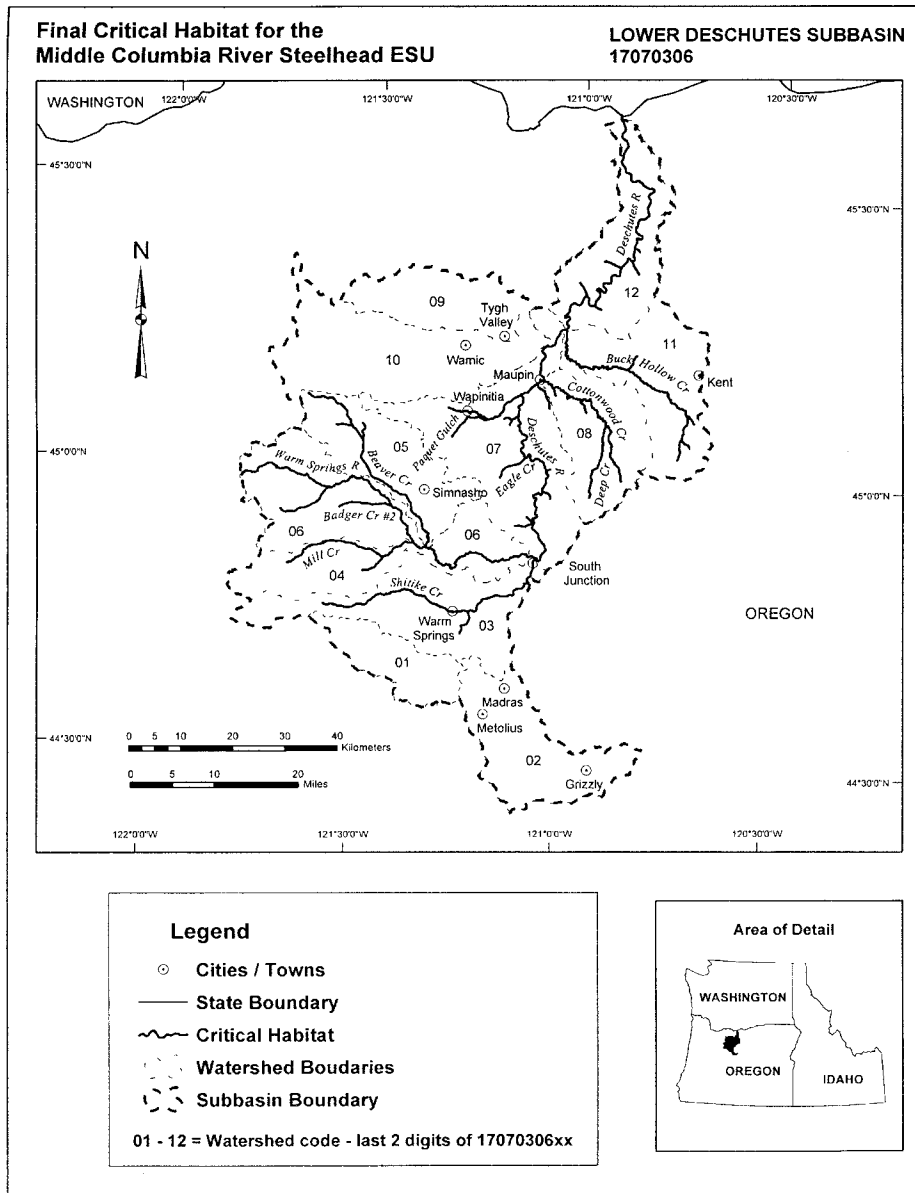 Final Critical Habitat for the
Middle Columbia River Steelhead ESU
LOWER DESCHUTES SUBBASIN
17070306
122°0'0"W
121°30'0"W
121°0'0"W
120°30'0"W
WASHINGTON
45°30'0"N
45°30'0"N
N
Deschutes R
12
09
Tygh
Valley
11
10
Wamic
Buck Hollow Cr
Kent
Maupin
Wapinitia
Cottonwood Cr
45°0'0"N
45°0'0"N
05
Paquet Gulch
07
Deschutes R
08
Warm Springs R
Beaver Cr
Eagle Cr
Deep Cr
Simnasho
Badger Cr #2
06
06
Mill Cr
04
South
Junction
Shitike Cr
Warm
Springs
03
OREGON
01
Madras
Metolius
44°30'0"N
44°30'0"N
02
Grizzly
0 5 10 20 30 40
Kilometers
0 5 10 20
Miles
122°0'0"W
121°30'0"W
121°0'0"W
120°30'0"W
Legend
Cities / Towns
State Boundary
Critical Habitat
Watershed Boudaries
Subbasin Boundary
01 - 12 = Watershed code - last 2 digits of 17070306xx
Area of Detail
WASHINGTON
OREGON
IDAHO